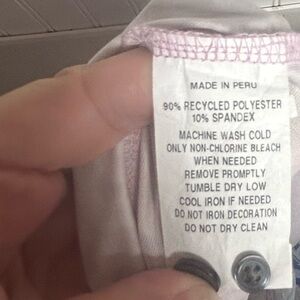 MADE IN PERU
90% RECYCLED POLYESTER
10% SPANDEX
MACHINE WASH COLD
ONLY NON-CHLORINE BLEACH
WHEN NEEDED
REMOVE PROMPTLY
TUMBLE DRY LOW
COOL IRON IF NEEDED
DO NOT IRON DECORATION
DO NOT DRY CLEAN